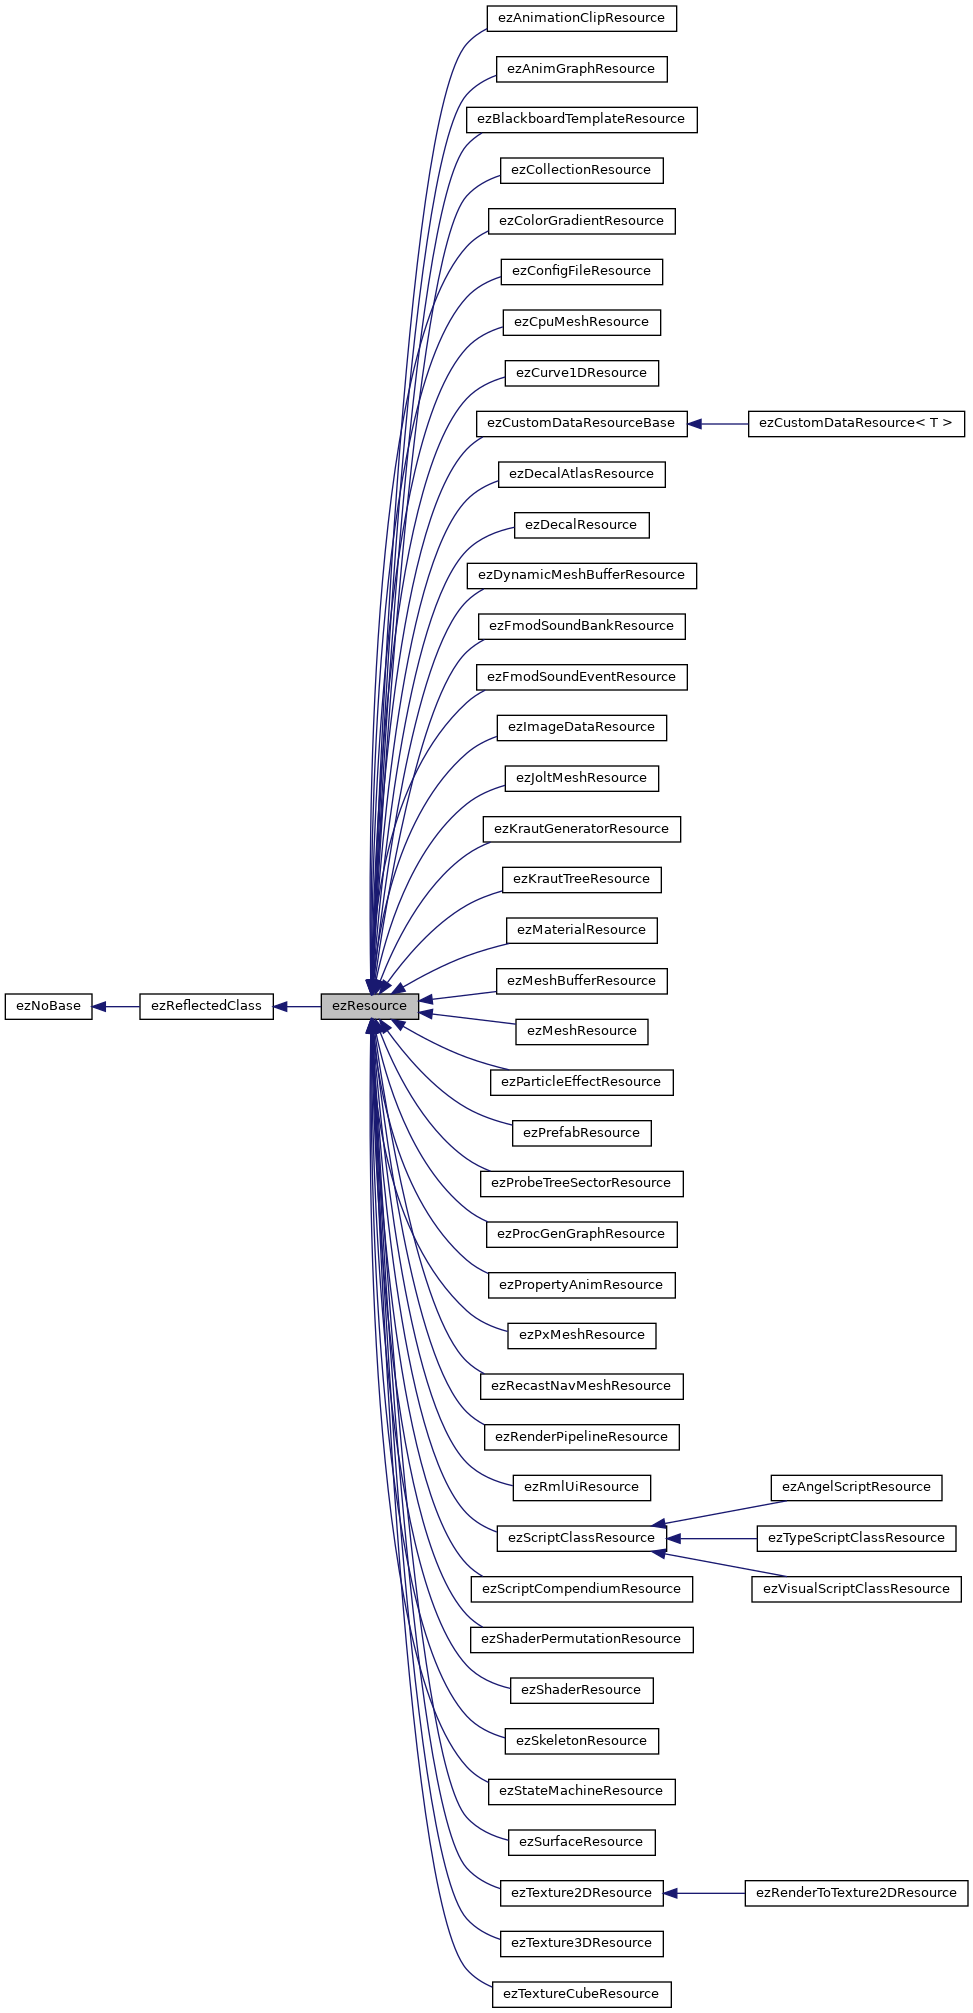 ezAnimationClipResource
ezAnimGraphResource
ezBlackboardTemplateResource
ezCollectionResource
ezColorGradientResource
ezConfigFileResource
ezCpuMeshResource
ezCurve1DResource
ezCustomDataResourceBase
ezCustomDataResource< T >
ezDecalAtlasResource
ezDecalResource
ezDynamicMeshBufferResource
ezFmodSoundBankResource
ezFmodSoundEventResource
ezImageDataResource
ezJoltMeshResource
ezKrautGeneratorResource
ezKrautTreeResource
ezMaterialResource
ezMeshBufferResource
ezNoBase
ezReflectedClass
ezResource
ezMeshResource
ezParticleEffectResource
ezPrefabResource
ezProbeTreeSectorResource
ezProcGenGraphResource
ezPropertyAnimResource
ezPxMeshResource
ezRecastNavMeshResource
ezRenderPipelineResource
ezRmlUiResource
ezAngelScriptResource
ezScriptClassResource
ezTypeScriptClassResource
ezScriptCompendiumResource
ezVisualScriptClassResource
ezShaderPermutationResource
ezShaderResource
ezSkeletonResource
ezStateMachineResource
ezSurfaceResource
ezTexture2DResource
ezRenderToTexture2DResource
ezTexture3DResource
ezTextureCubeResource